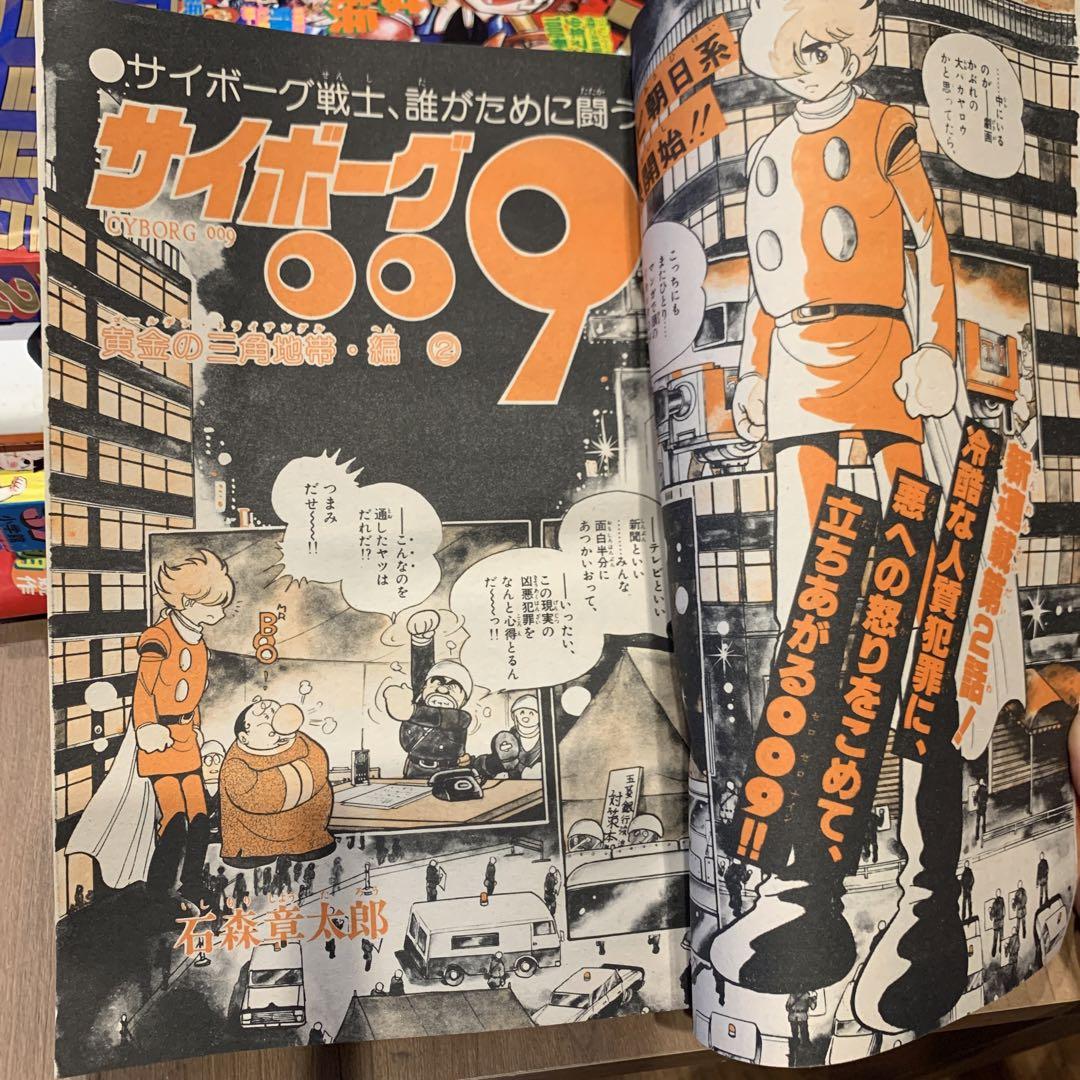 ●サイボーグ戦士、誰がために闘う
サイボーグ
009
CYBORG 009
黄金の三角地帯・編 ②
朝日系
開始!!
……中にいる
のか――劇画
かぶれの
大バカヤロウ
かと思ってたら、
こっちにも
またひとり…
新連載第2話!
冷酷な人質犯罪に、
悪への怒りをこめて、
立ちあがる009!!
――こんなのを
通したヤツは
だれだ!?
つまみ
だせ〜〜〜!!
テレビといい
新聞といい
………みんな
面白半分に
あつかいおって、
――いったい、
この現実の
凶悪犯罪を
なんと心得とるん
だ〜〜〜っ!!
BOO!
石森章太郎